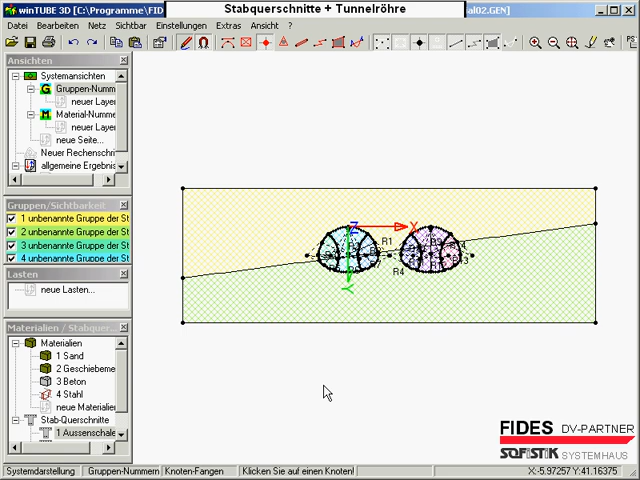 winTUBE 3D [C:\Programme\FID
Stabquerschnitte + Tunnelröhre
al02.GEN]
Datei Bearbeiten Netz Sichtbar Einstellungen Extras Ansicht ?
PS
Ansichten
Systemansichten
Gruppen-Numm
neuer Layer
Material-Numme
neuer Layer
neue Seite...
Neuer Rechenschri
allgemeine Ergebnis
Gruppen/Sichtbarkeit
1 unbenannte Gruppe der St
2 unbenannte Gruppe der St
3 unbenannte Gruppe der St
4 unbenannte Gruppe der St
Lasten
neue Lasten...
Materialien / Stabquer...
Materialien
1 Sand
2 Geschiebeme
3 Beton
4 Stahl
neue Materialien
Stab-Querschnitte
1 Aussenschale
Z X
R1
R4
Y
FIDES DV-PARTNER
SOFiSTiK SYSTEMHAUS
Systemdarstellung Gruppen-Nummern Knoten-Fangen Klicken Sie auf einen Knoten! X:-5.97257 Y:41.16375